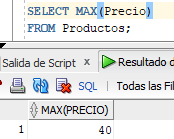 SELECT MAX(Precio)
FROM Productos;
Salida de Script × Resultado d
SQL | Todas las Fil
MAX(PRECIO)
1 40